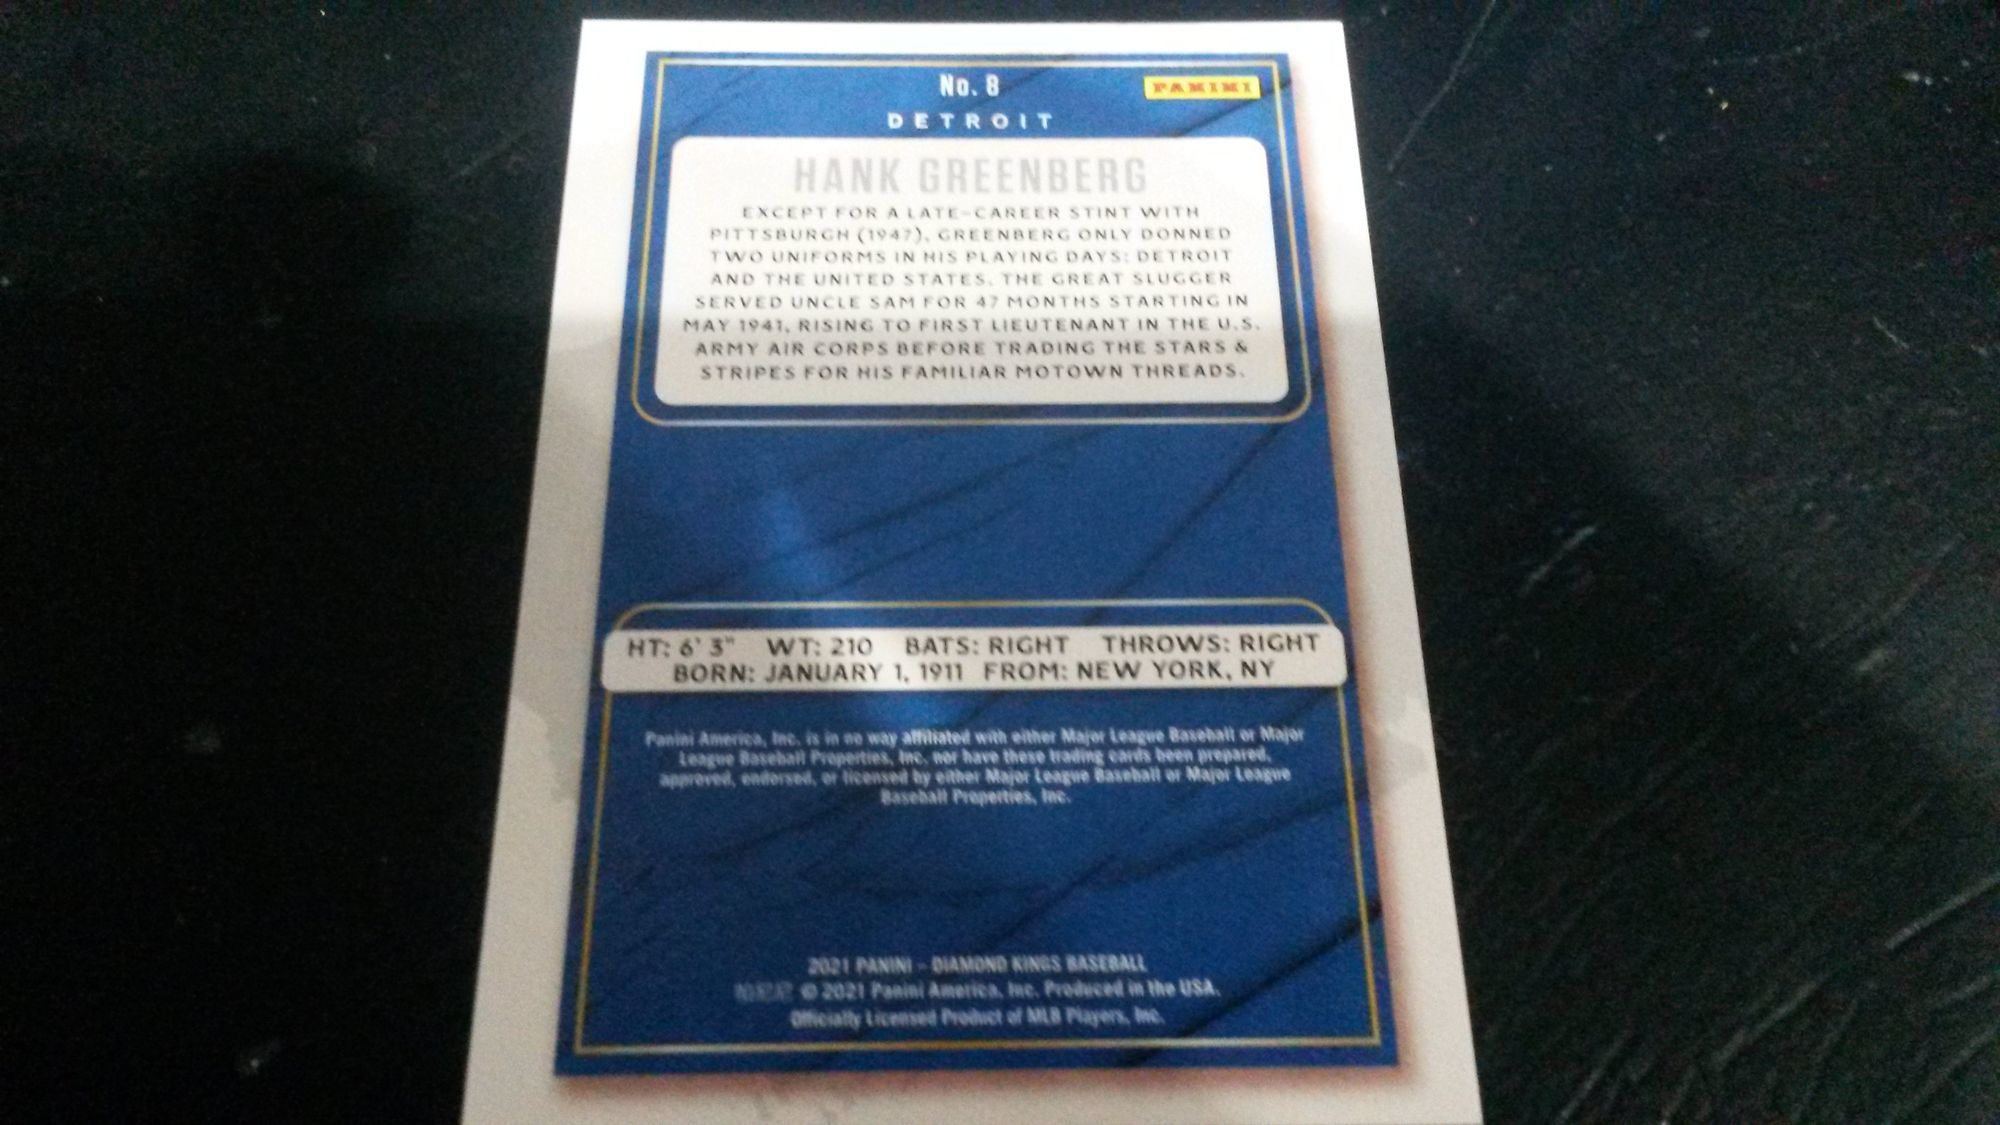 No. 8
PANINI
DETROIT
HANK GREENBERG
EXCEPT FOR A LATE-CAREER STINT WITH
PITTSBURGH (1947), GREENBERG ONLY DONNED
TWO UNIFORMS IN HIS PLAYING DAYS: DETROIT
AND THE UNITED STATES. THE GREAT SLUGGER
SERVED UNCLE SAM FOR 47 MONTHS STARTING IN
MAY 1941, RISING TO FIRST LIEUTENANT IN THE U.S.
ARMY AIR CORPS BEFORE TRADING THE STARS &
STRIPES FOR HIS FAMILIAR MOTOWN THREADS.
HT: 6' 3" WT: 210 BATS: RIGHT THROWS: RIGHT
BORN: JANUARY 1, 1911 FROM: NEW YORK, NY
Panini America, Inc. is in no way affiliated with either Major League Baseball or Major
League Baseball Properties, Inc. nor have these trading cards been prepared,
approved, endorsed, or licensed by either Major League Baseball or Major League
Baseball Properties, Inc.
2021 PANINI - DIAMOND KINGS BASEBALL
© 2021 Panini America, Inc. Produced in the USA.
Officially Licensed Product of MLB Players, Inc.